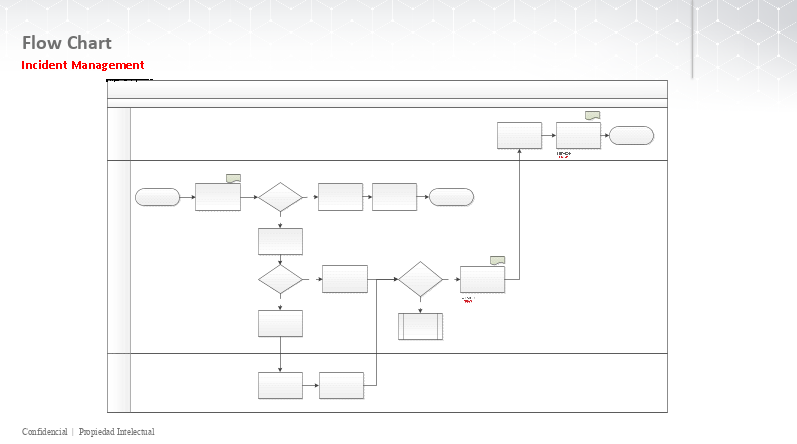 Flow Chart
Incident Management
Confidencial | Propiedad Intelectual